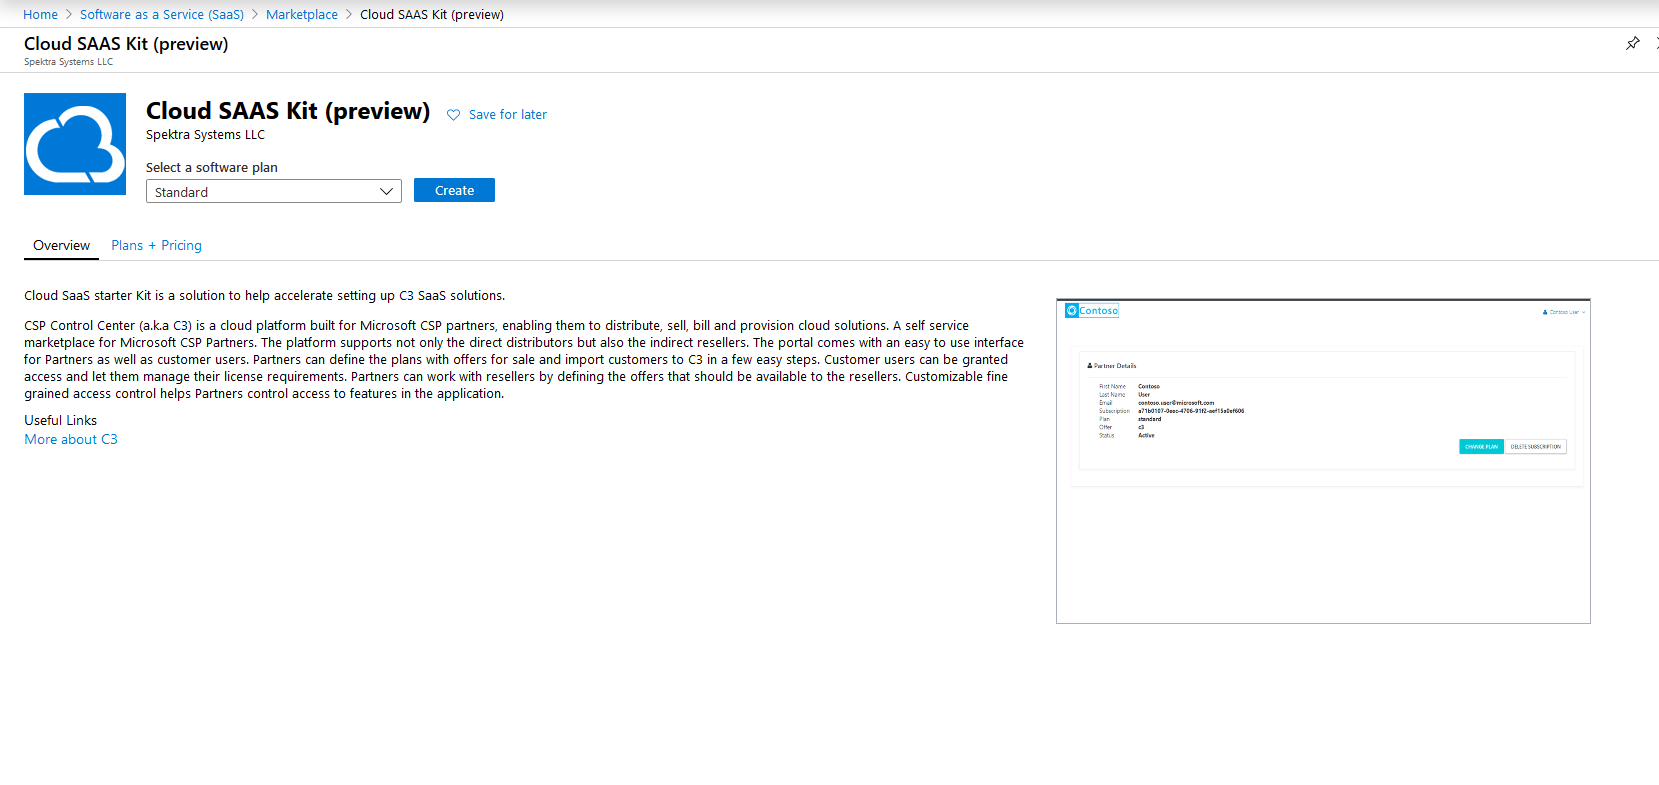 Home > Software as a Service (SaaS) > Marketplace > Cloud SAAS Kit (preview)
Cloud SAAS Kit (preview)
Spektra Systems LLC
Cloud SAAS Kit (preview)
Save for later
Spektra Systems LLC
Select a software plan
Standard
Create
Overview
Plans + Pricing
Cloud SaaS starter Kit is a solution to help accelerate setting up C3 SaaS solutions.
CSP Control Center (a.k.a C3) is a cloud platform built for Microsoft CSP partners, enabling them to distribute, sell, bill and provision cloud solutions. A self service
marketplace for Microsoft CSP Partners. The platform supports not only the direct distributors but also the indirect resellers. The portal comes with an easy to use interface
for Partners as well as customer users. Partners can define the plans with offers for sale and import customers to C3 in a few easy steps. Customer users can be granted
access and let them manage their license requirements. Partners can work with resellers by defining the offers that should be available to the resellers. Customizable fine
grained access control helps Partners control access to features in the application.
Useful Links
More about C3
Contoso
Contoso User
Partner Details
First Name Contoso
Last Name User
Email contoso.user@microsoft.com
Subscription
Plan standard
Offer c3
Status Active
CHANGE PLAN
DELETE SUBSCRIPTION